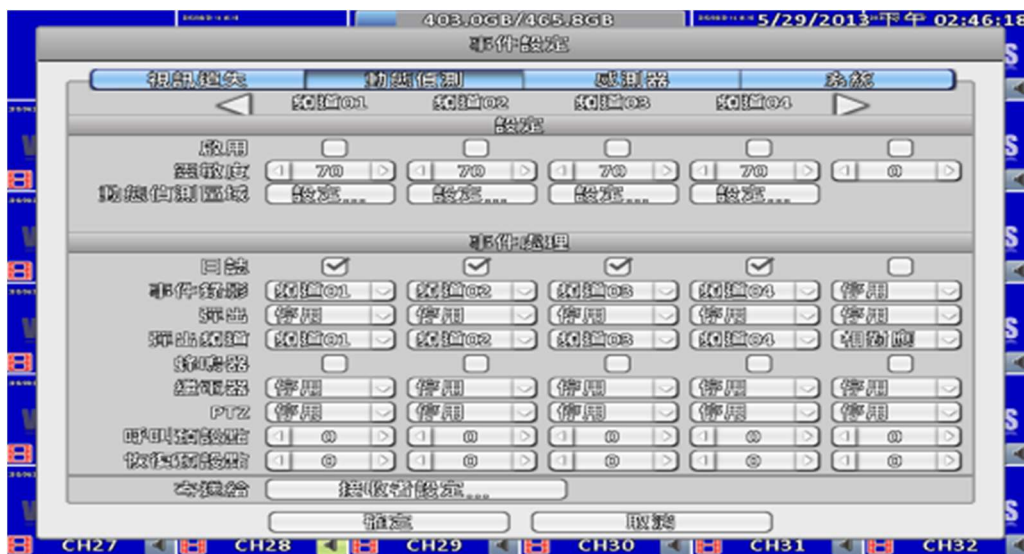 403.0GB/465.8GB 5/29/2013 下午 02:46:18
事件設定
視訊遺失 動態偵測 感測器 系統
頻道01 頻道02 頻道03 頻道04
設定
啟用
靈敏度 70 70 70 70 0
動態偵測區域 設定... 設定... 設定... 設定...
事件處理
日誌
事件錄影 頻道01 頻道02 頻道03 頻道04 停用
彈出 停用 停用 停用 停用 停用
彈出頻道 頻道01 頻道02 頻道03 頻道04 相對應
蜂鳴器
繼電器 停用 停用 停用 停用 停用
PTZ 停用 停用 停用 停用 停用
呼叫預設點 0 0 0 0 0
恢復預設點 0 0 0 0 0
寄送給 接收者設定...
確定 取消
CH27 CH28 CH29 CH30 CH31 CH32